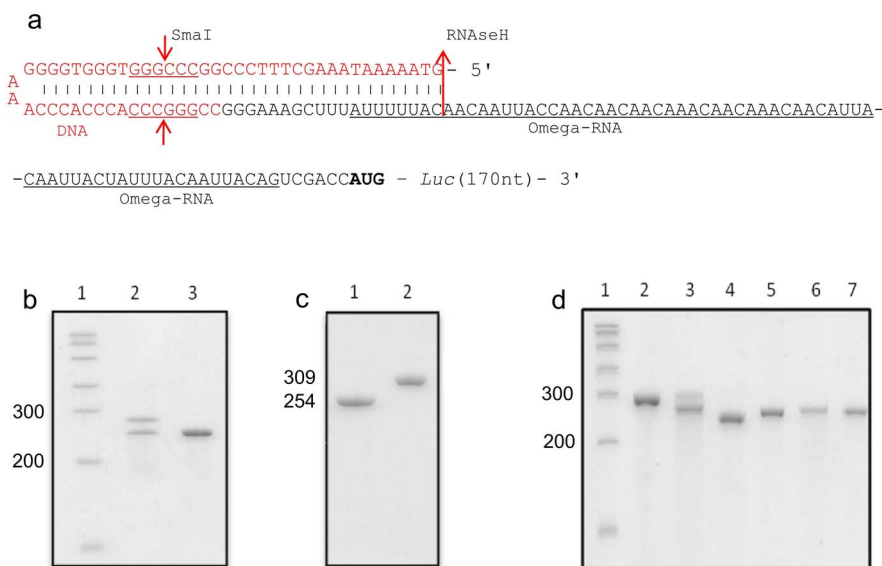 a
SmaI RNAseH
GGGGTGGGTGGGCCCGGCCCTTTCGAAATAAAAATG- 5'
A
A
ACCCACCCACCCGGGCCGGGAAAGCUUUAUUUUUACAACAAUUACCAACAACAACAAACAACAAACAACAUUA-
DNA Omega-RNA
-CAAUUACUAUUUACAAUUACAGUCGACCAUG – Luc(170nt)- 3'
Omega-RNA
b 1 2 3
300
200
c 1 2
309
254
d 1 2 3 4 5 6 7
300
200